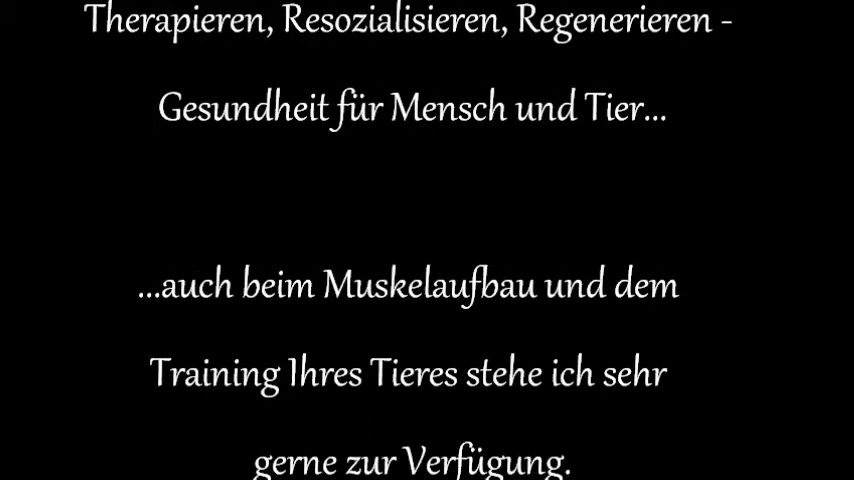 Therapieren, Resozialisieren, Regenerieren -
Gesundheit für Mensch und Tier...
...auch beim Muskelaufbau und dem
Training Ihres Tieres stehe ich sehr
gerne zur Verfügung.